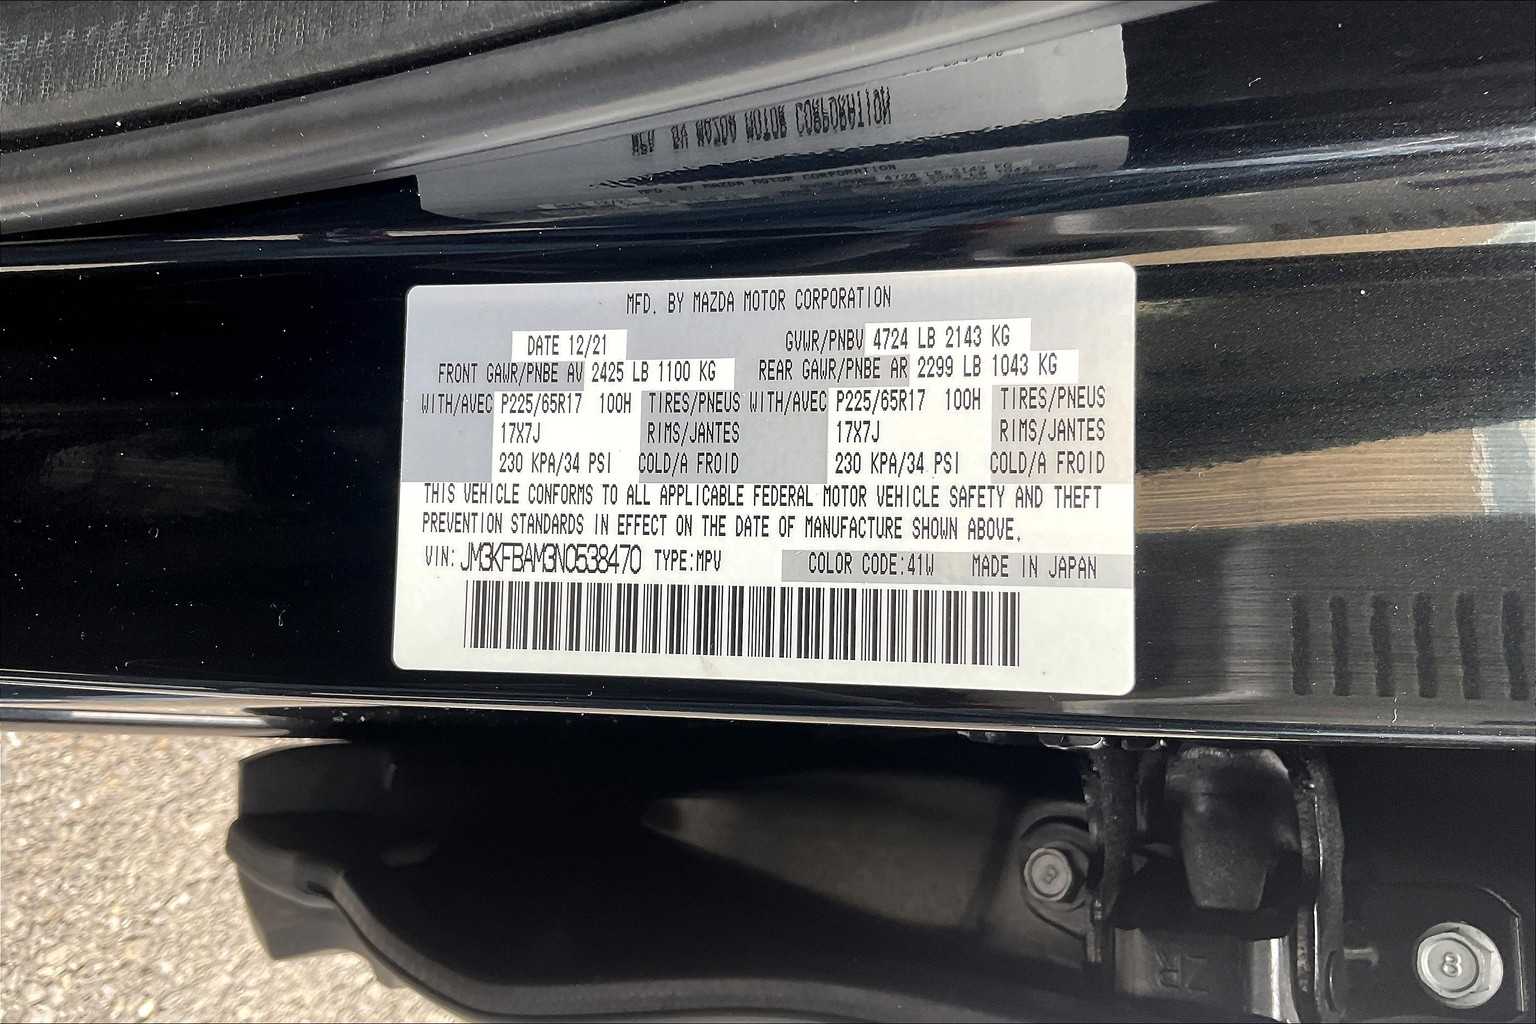 MFD. BY MAZDA MOTOR CORPORATION
DATE 12/21 GVWR/PNBV 4724 LB 2143 KG
FRONT GAWR/PNBE AV 2425 LB 1100 KG REAR GAWR/PNBE AR 2299 LB 1043 KG
WITH/AVEC P225/65R17 100H TIRES/PNEUS WITH/AVEC P225/65R17 100H TIRES/PNEUS
17X7J RIMS/JANTES 17X7J RIMS/JANTES
230 KPA/34 PSI COLD/A FROID 230 KPA/34 PSI COLD/A FROID
THIS VEHICLE CONFORMS TO ALL APPLICABLE FEDERAL MOTOR VEHICLE SAFETY AND THEFT
PREVENTION STANDARDS IN EFFECT ON THE DATE OF MANUFACTURE SHOWN ABOVE.
VIN: JM3KFBAM3N0538470 TYPE:MPV COLOR CODE:41W MADE IN JAPAN
8
8